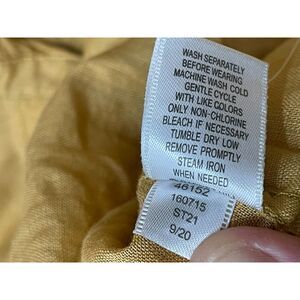 WASH SEPARATELY
BEFORE WEARING
MACHINE WASH COLD
GENTLE CYCLE
WITH LIKE COLORS
ONLY NON-CHLORINE
BLEACH IF NECESSARY
TUMBLE DRY LOW
REMOVE PROMPTLY
STEAM IRON
WHEN NEEDED
46152
160715
ST21
9/20